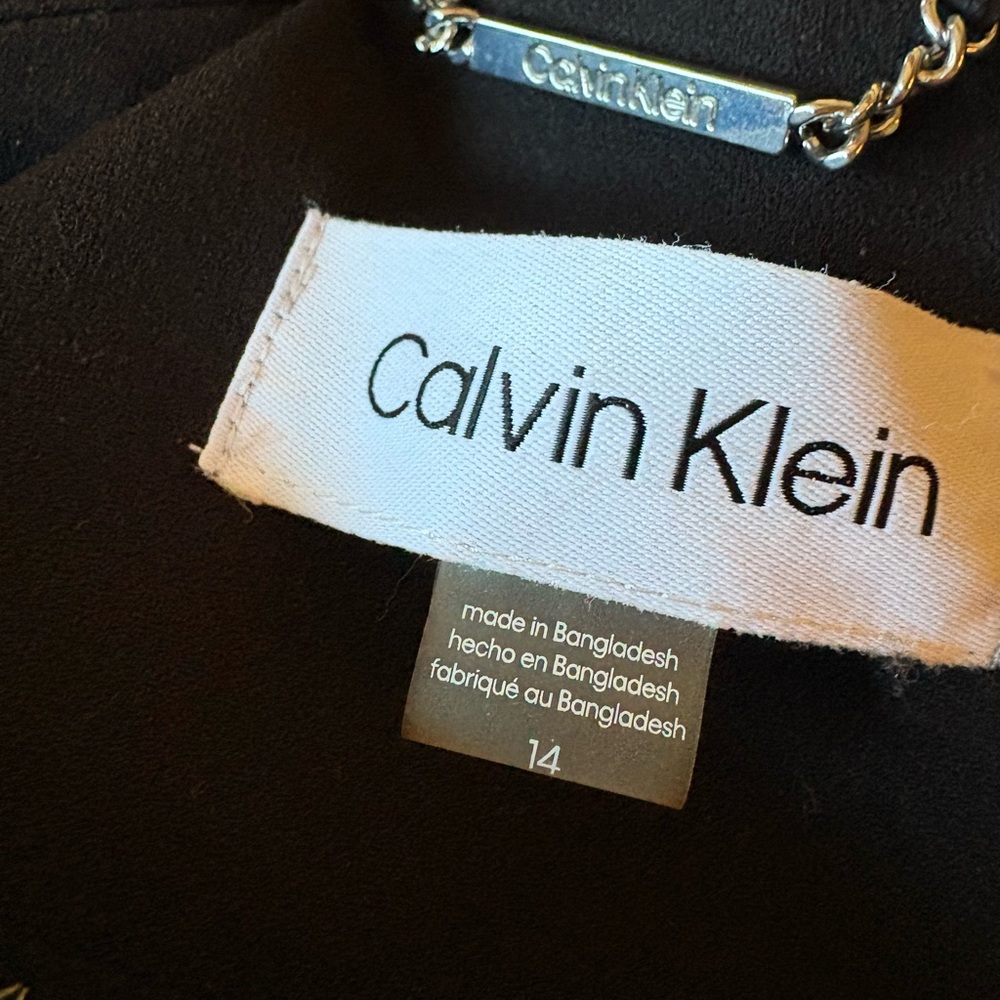 CalvinKlein
Calvin Klein
made in Bangladesh
hecho en Bangladesh
fabriqué au Bangladesh
14